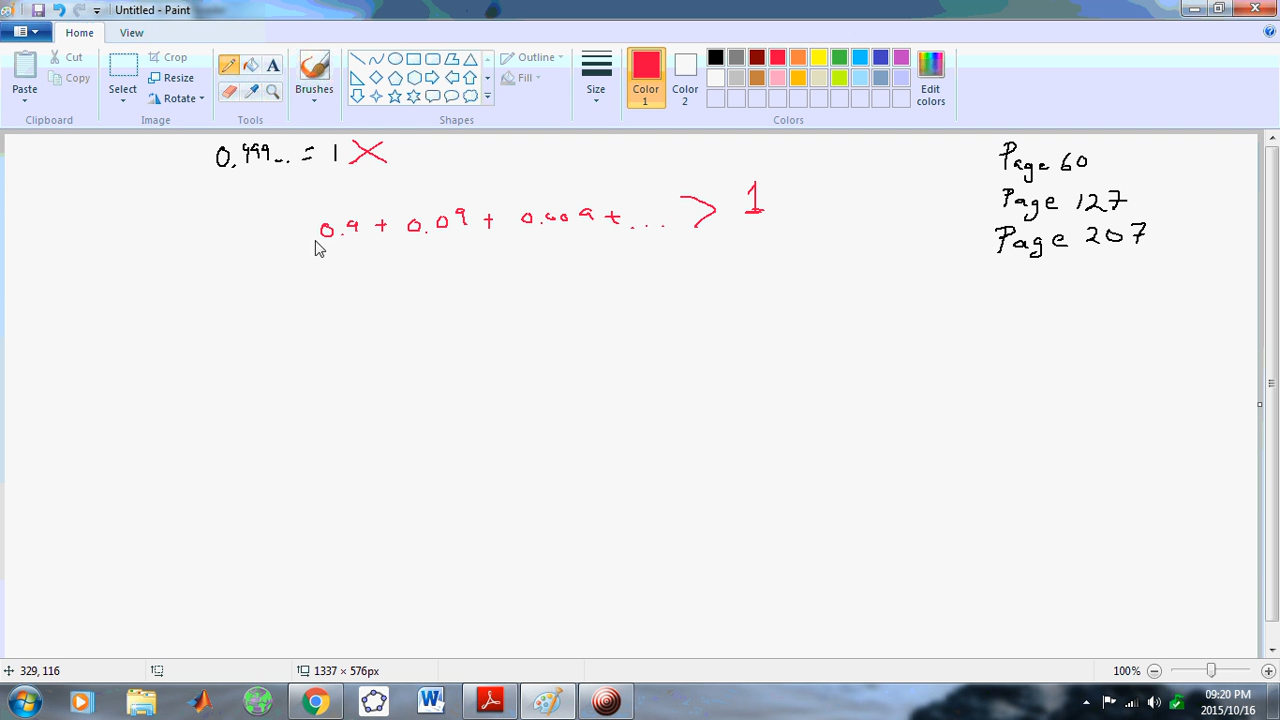 Untitled - Paint
Home
View
Paste
Cut
Copy
Clipboard
Select
Crop
Resize
Rotate
Image
A
Tools
Brushes
Outline
Fill
Shapes
Size
Color 1
Color 2
Edit colors
Colors
0.999... = 1 X
0.9 + 0.09 + 0.009 + ... > 1
Page 60
Page 127
Page 207
329, 116
1337 × 576px
100%
09:20 PM
2015/10/16